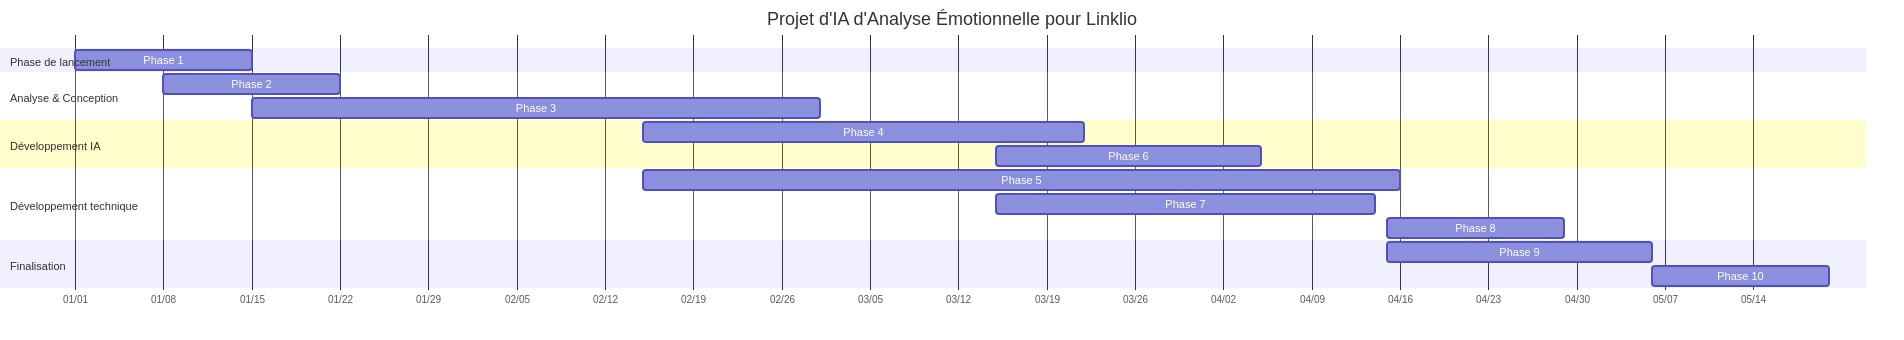 Projet d'IA d'Analyse Émotionnelle pour Linklio
Phase de lancement
Phase 1
Analyse & Conception
Phase 2
Phase 3
Développement IA
Phase 4
Phase 6
Développement technique
Phase 5
Phase 7
Phase 8
Finalisation
Phase 9
Phase 10
01/01 01/08 01/15 01/22 01/29 02/05 02/12 02/19 02/26 03/05 03/12 03/19 03/26 04/02 04/09 04/16 04/23 04/30 05/07 05/14